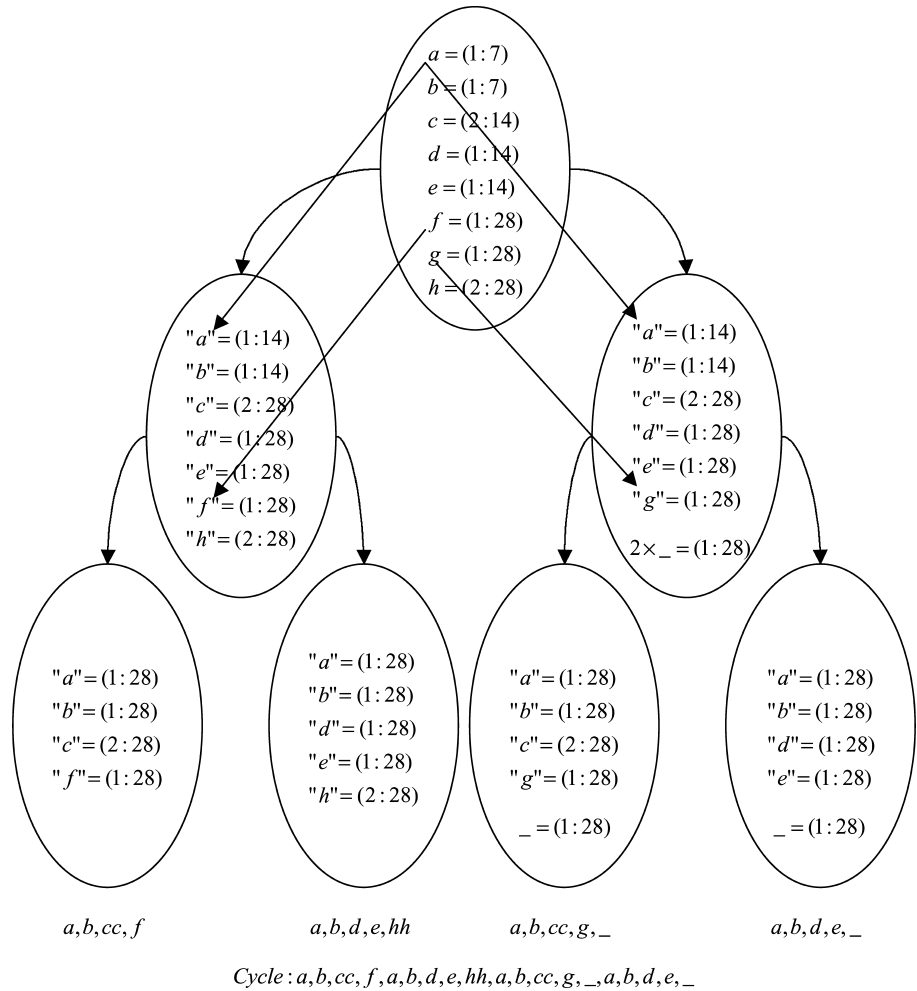 a = (1:7)
b = (1:7)
c = (2:14)
d = (1:14)
e = (1:14)
f = (1:28)
g = (1:28)
h = (2:28)
"a"= (1:14)
"b"= (1:14)
"c"= (2:28)
"d"= (1:28)
"e"= (1:28)
"f"= (1:28)
"h"= (2:28)
"a"= (1:14)
"b"= (1:14)
"c"= (2:28)
"d"= (1:28)
"e"= (1:28)
"g"= (1:28)
2×_ = (1:28)
"a"= (1:28)
"b"= (1:28)
"c"= (2:28)
"f"= (1:28)
"a"= (1:28)
"b"= (1:28)
"d"= (1:28)
"e"= (1:28)
"h"= (2:28)
"a"= (1:28)
"b"= (1:28)
"c"= (2:28)
"g"= (1:28)
_ = (1:28)
"a"= (1:28)
"b"= (1:28)
"d"= (1:28)
"e"= (1:28)
_ = (1:28)
a,b,cc,f
a,b,d,e,hh
a,b,cc,g,_
a,b,d,e,_
Cycle:a,b,cc,f,a,b,d,e,hh,a,b,cc,g,_,a,b,d,e,_